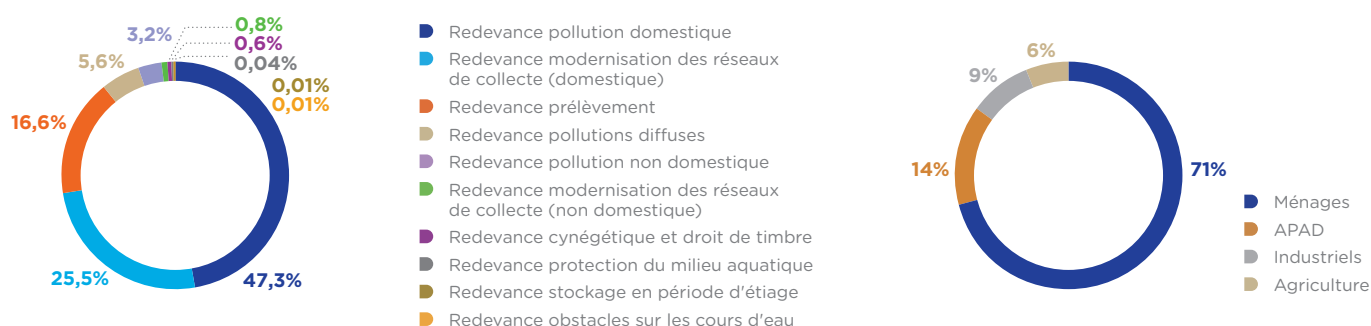 0,8%
3,2%
0,6%
5,6%
0,04%
0,01%
0,01%
16,6%
25,5%
47,3%
Redevance pollution domestique
Redevance modernisation des réseaux
de collecte (domestique)
Redevance prélèvement
Redevance pollutions diffuses
Redevance pollution non domestique
Redevance modernisation des réseaux
de collecte (non domestique)
Redevance cynégétique et droit de timbre
Redevance protection du milieu aquatique
Redevance stockage en période d'étiage
Redevance obstacles sur les cours d'eau
6%
9%
14%
71%
Ménages
APAD
Industriels
Agriculture